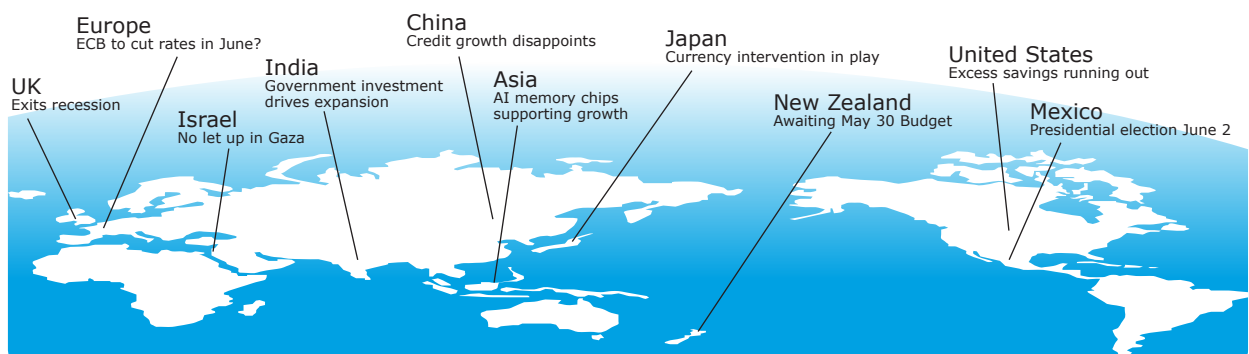 Europe
ECB to cut rates in June?
China
Credit growth disappoints
Japan
Currency intervention in play
United States
Excess savings running out
UK
Exits recession
India
Government investment
drives expansion
Asia
AI memory chips
supporting growth
New Zealand
Awaiting May 30 Budget
Mexico
Presidential election June 2
Israel
No let up in Gaza